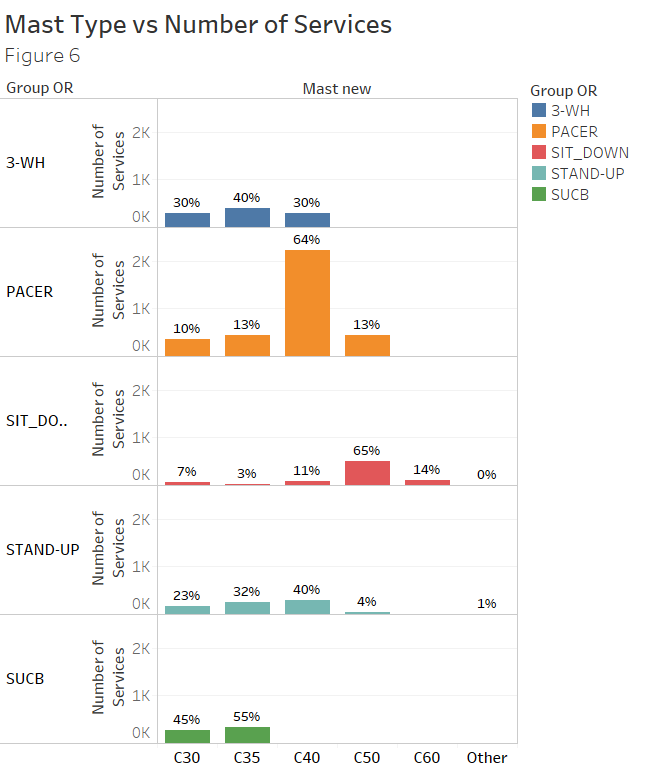 Mast Type vs Number of Services
Figure 6
Group OR
Mast new
Group OR
3-WH
PACER
SIT_DOWN
STAND-UP
SUCB
3-WH
Number of
Services
2K
1K
0K
30%
40%
30%
PACER
Number of
Services
2K
1K
0K
10%
13%
64%
13%
SIT_DO..
Number of
Services
2K
1K
0K
7%
3%
11%
65%
14%
0%
STAND-UP
Number of
Services
2K
1K
0K
23%
32%
40%
4%
1%
SUCB
Number of
Services
2K
1K
0K
45%
55%
C30 C35 C40 C50 C60 Other